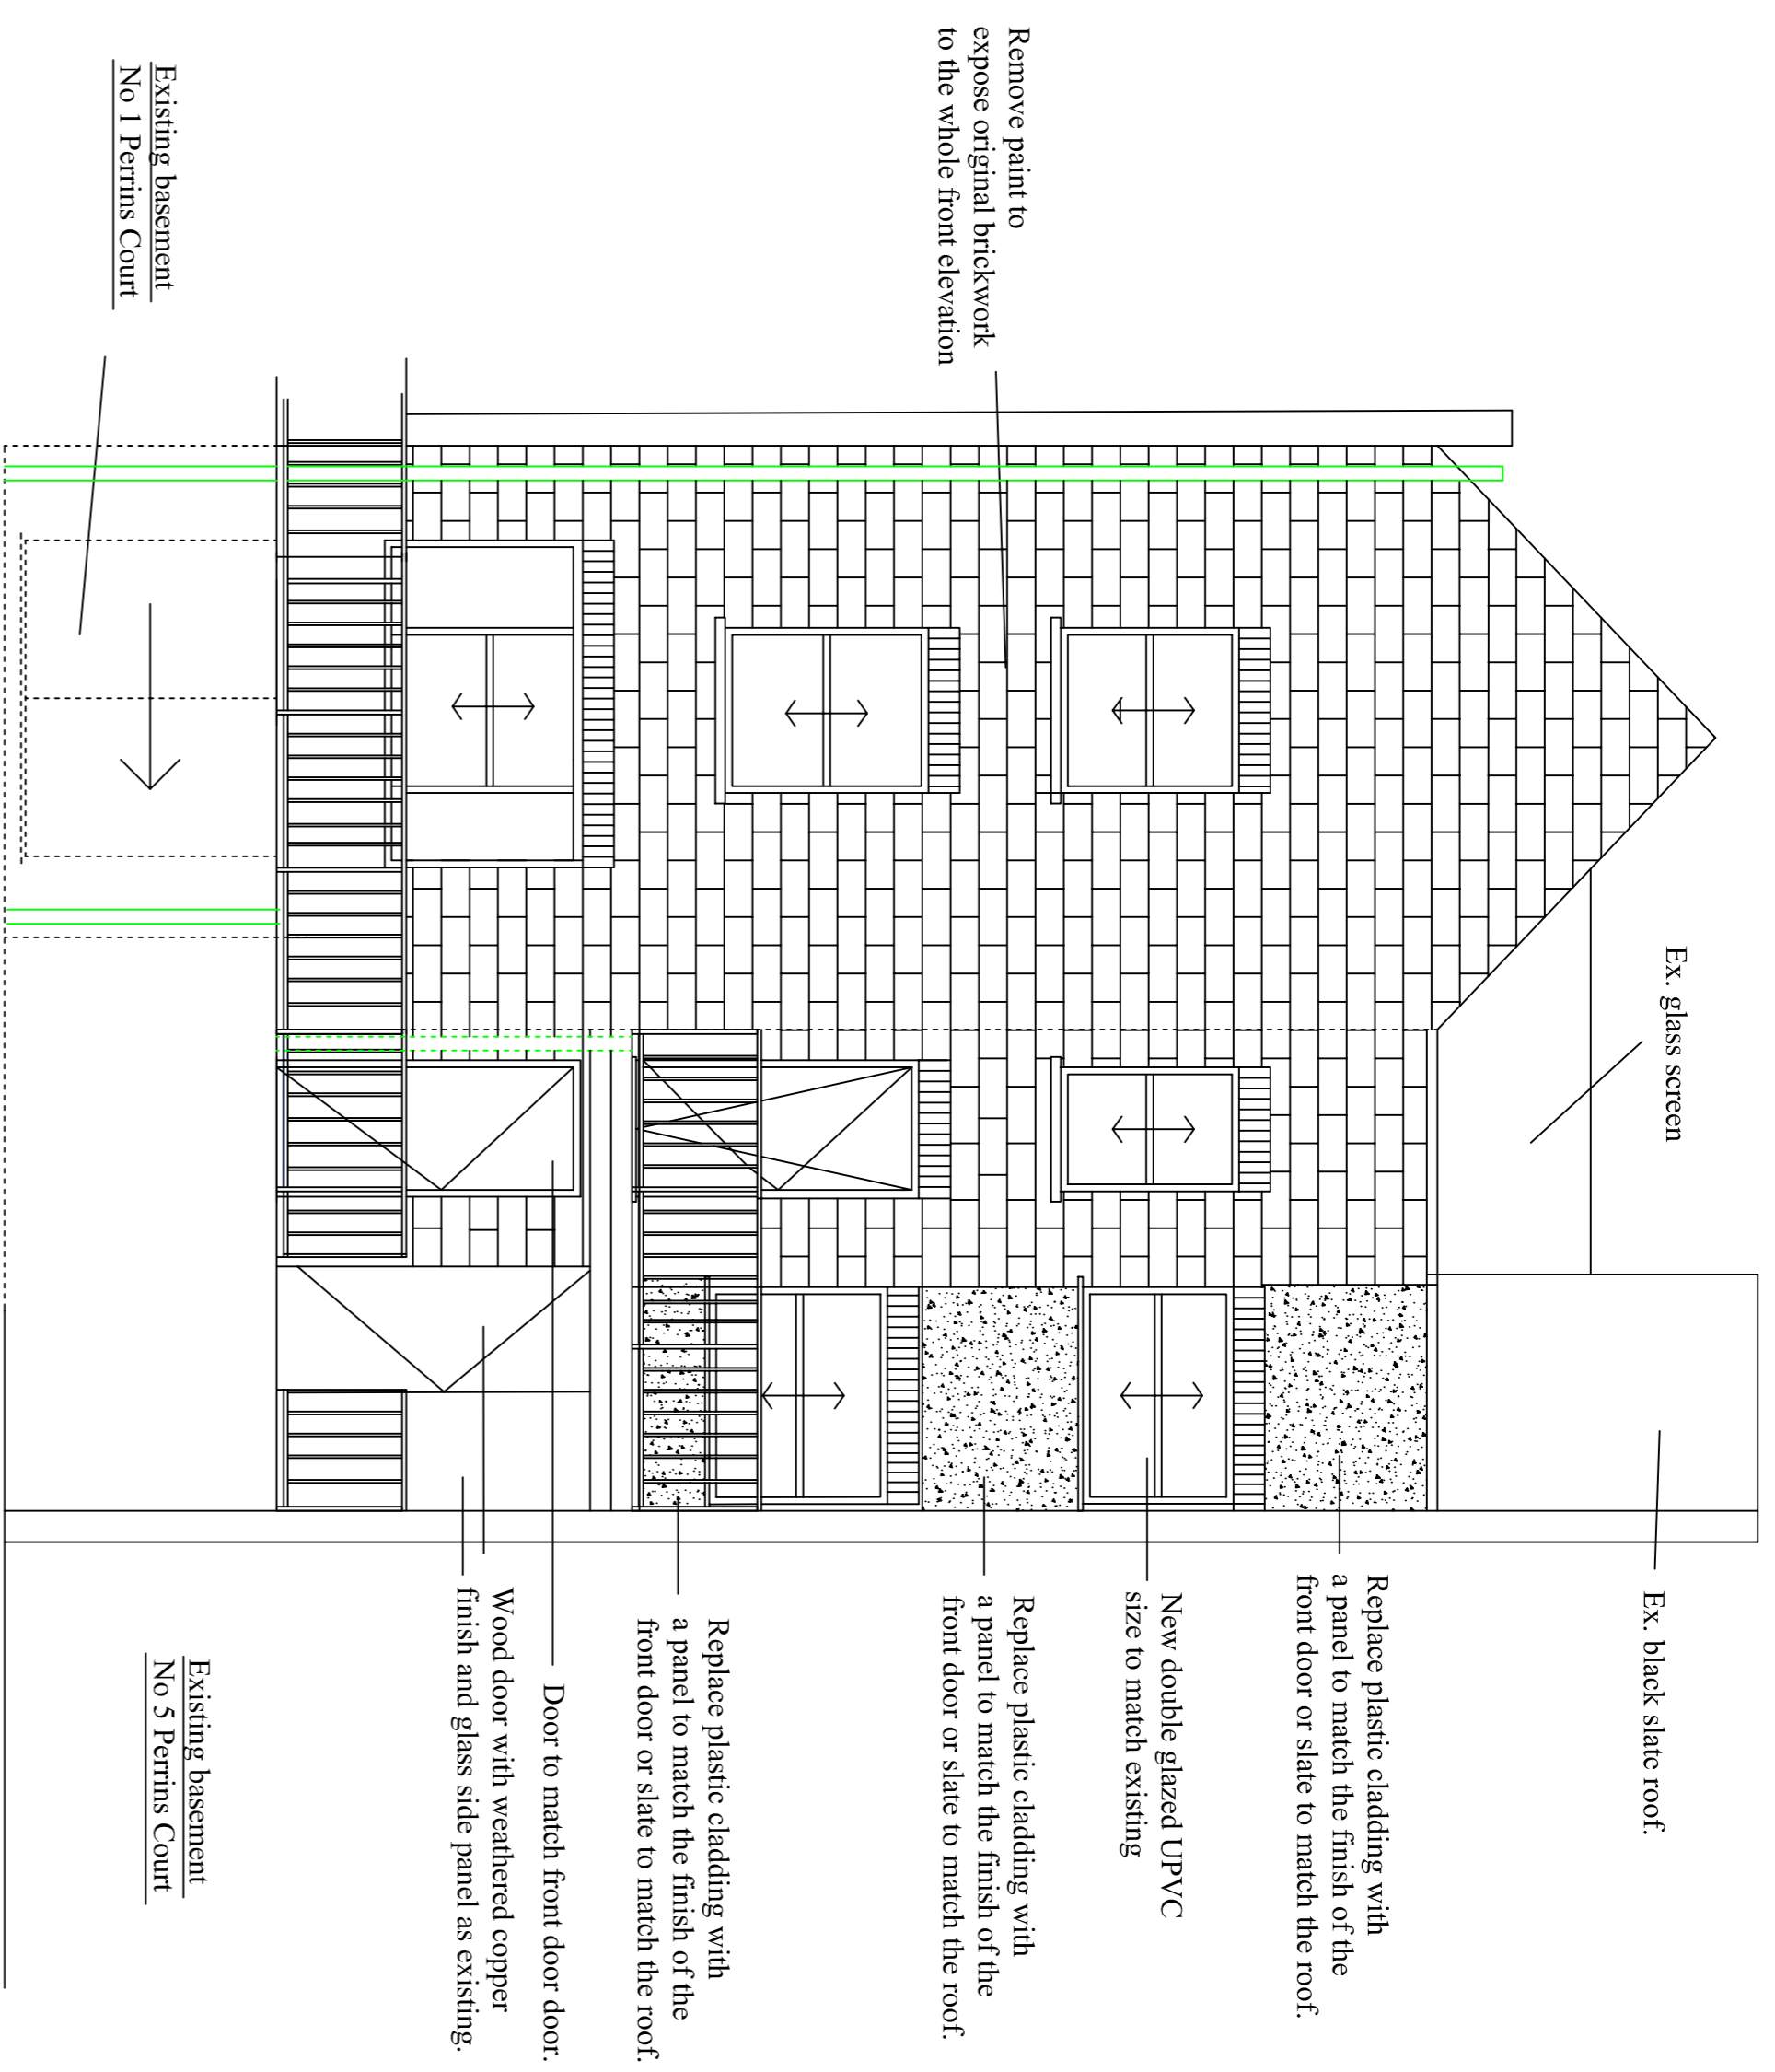 Remove paint to
expose original brickwork
to the whole front elevation
Existing basement
No 1 Perrins Court
Ex. glass screen
Ex. black slate roof.
Replace plastic cladding with
a panel to match the finish of the
front door or slate to match the roof.
New double glazed UPVC
size to match existing
Replace plastic cladding with
a panel to match the finish of the
front door or slate to match the roof.
Replace plastic cladding with
a panel to match the finish of the
front door or slate to match the roof.
Door to match front door door.
Wood door with weathered copper
finish and glass side panel as existing.
Existing basement
No 5 Perrins Court